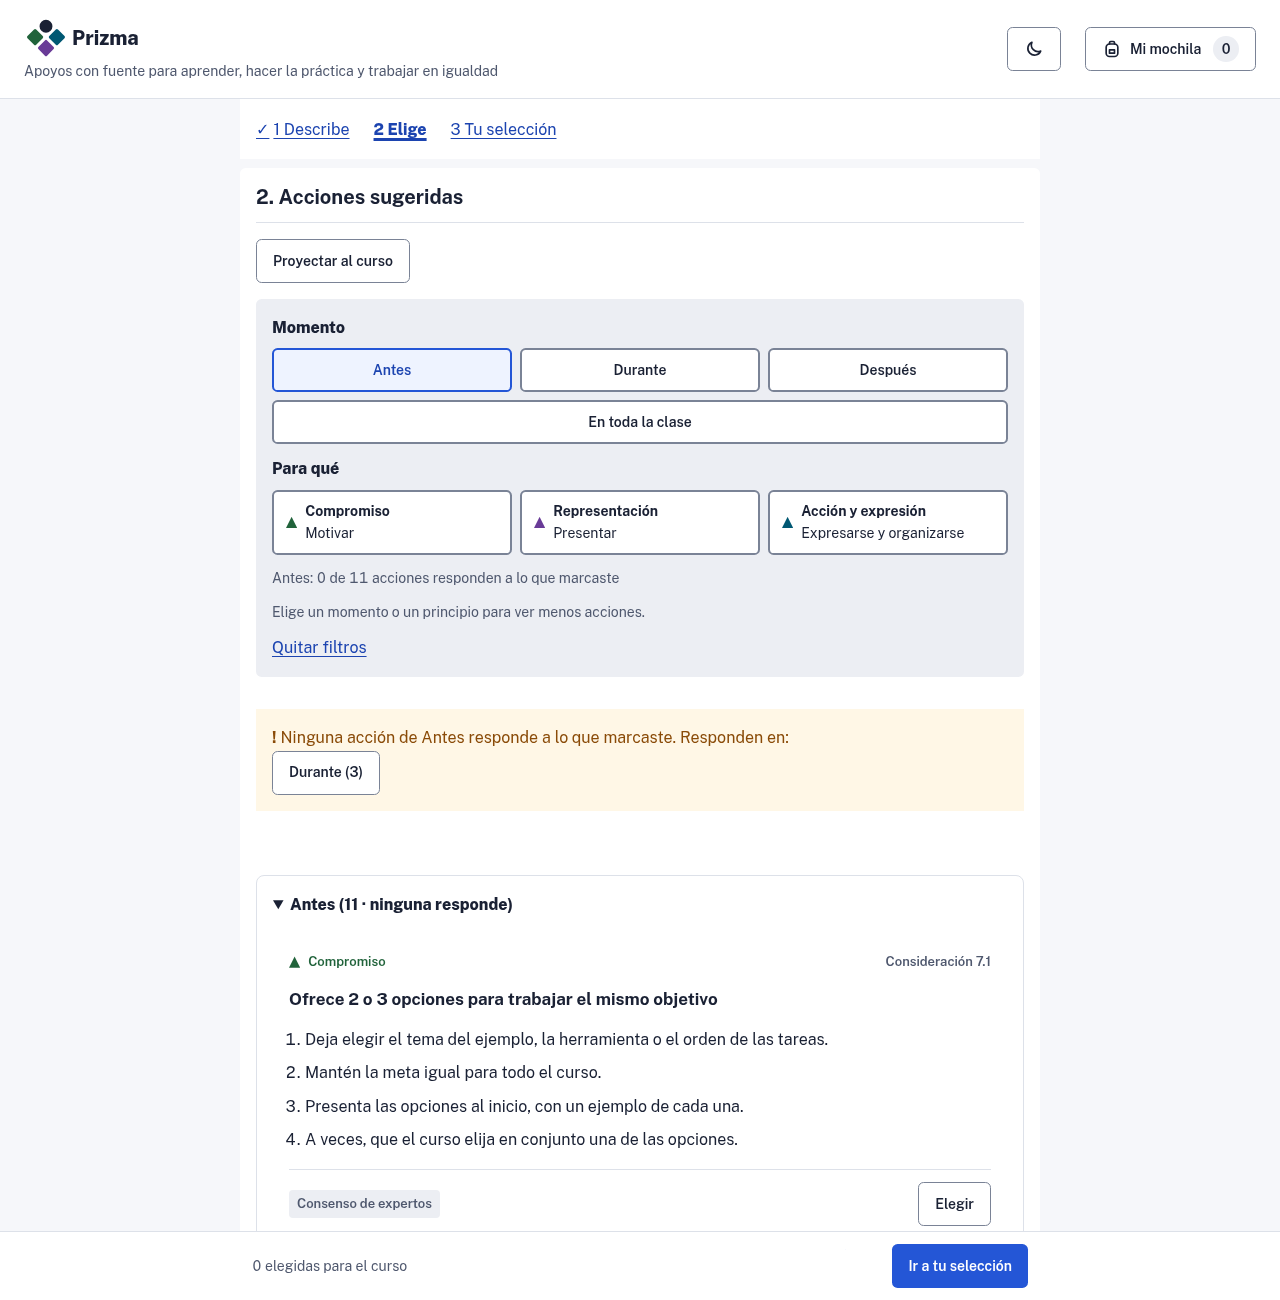 Prizma
Apoyos con fuente para aprender, hacer la práctica y trabajar en igualdad
Mi mochila 0
✓ 1 Describe 2 Elige 3 Tu selección
2. Acciones sugeridas
Proyectar al curso
Momento
Antes Durante Después
En toda la clase
Para qué
▲ Compromiso
Motivar
▲ Representación
Presentar
▲ Acción y expresión
Expresarse y organizarse
Antes: 0 de 11 acciones responden a lo que marcaste
Elige un momento o un principio para ver menos acciones.
Quitar filtros
! Ninguna acción de Antes responde a lo que marcaste. Responden en:
Durante (3)
▼ Antes (11 · ninguna responde)
▲ Compromiso Consideración 7.1
Ofrece 2 o 3 opciones para trabajar el mismo objetivo
1. Deja elegir el tema del ejemplo, la herramienta o el orden de las tareas.
2. Mantén la meta igual para todo el curso.
3. Presenta las opciones al inicio, con un ejemplo de cada una.
4. A veces, que el curso elija en conjunto una de las opciones.
Consenso de expertos Elegir
0 elegidas para el curso Ir a tu selección